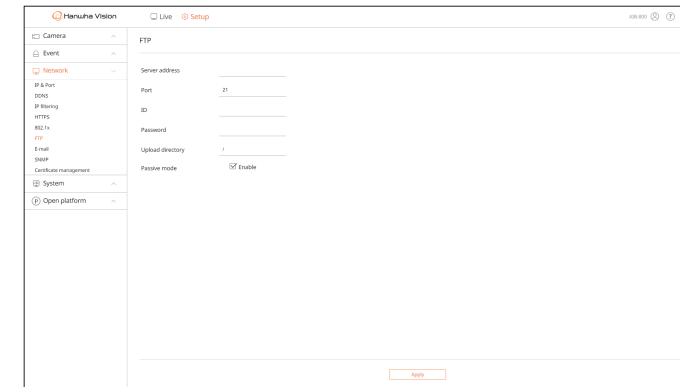 Hanwha Vision
Live
Setup
Camera
Event
Network
IP & Port
DDNS
IP filtering
HTTPS
802.1x
FTP
E-mail
SNMP
Certificate management
System
Open platform
FTP
Server address
Port 21
ID
Password
Upload directory /
Passive mode Enable
Apply